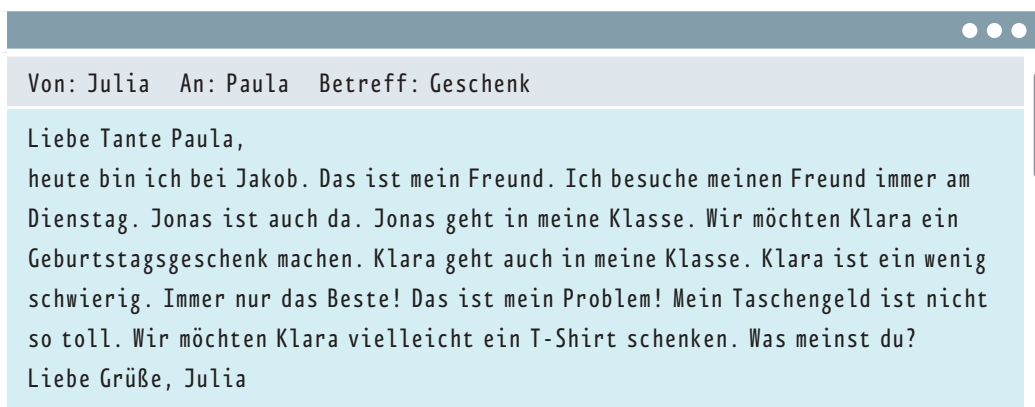 Von: Julia An: Paula Betreff: Geschenk
Liebe Tante Paula,
heute bin ich bei Jakob. Das ist mein Freund. Ich besuche meinen Freund immer am
Dienstag. Jonas ist auch da. Jonas geht in meine Klasse. Wir möchten Klara ein
Geburtstagsgeschenk machen. Klara geht auch in meine Klasse. Klara ist ein wenig
schwierig. Immer nur das Beste! Das ist mein Problem! Mein Taschengeld ist nicht
so toll. Wir möchten Klara vielleicht ein T-Shirt schenken. Was meinst du?
Liebe Grüße, Julia